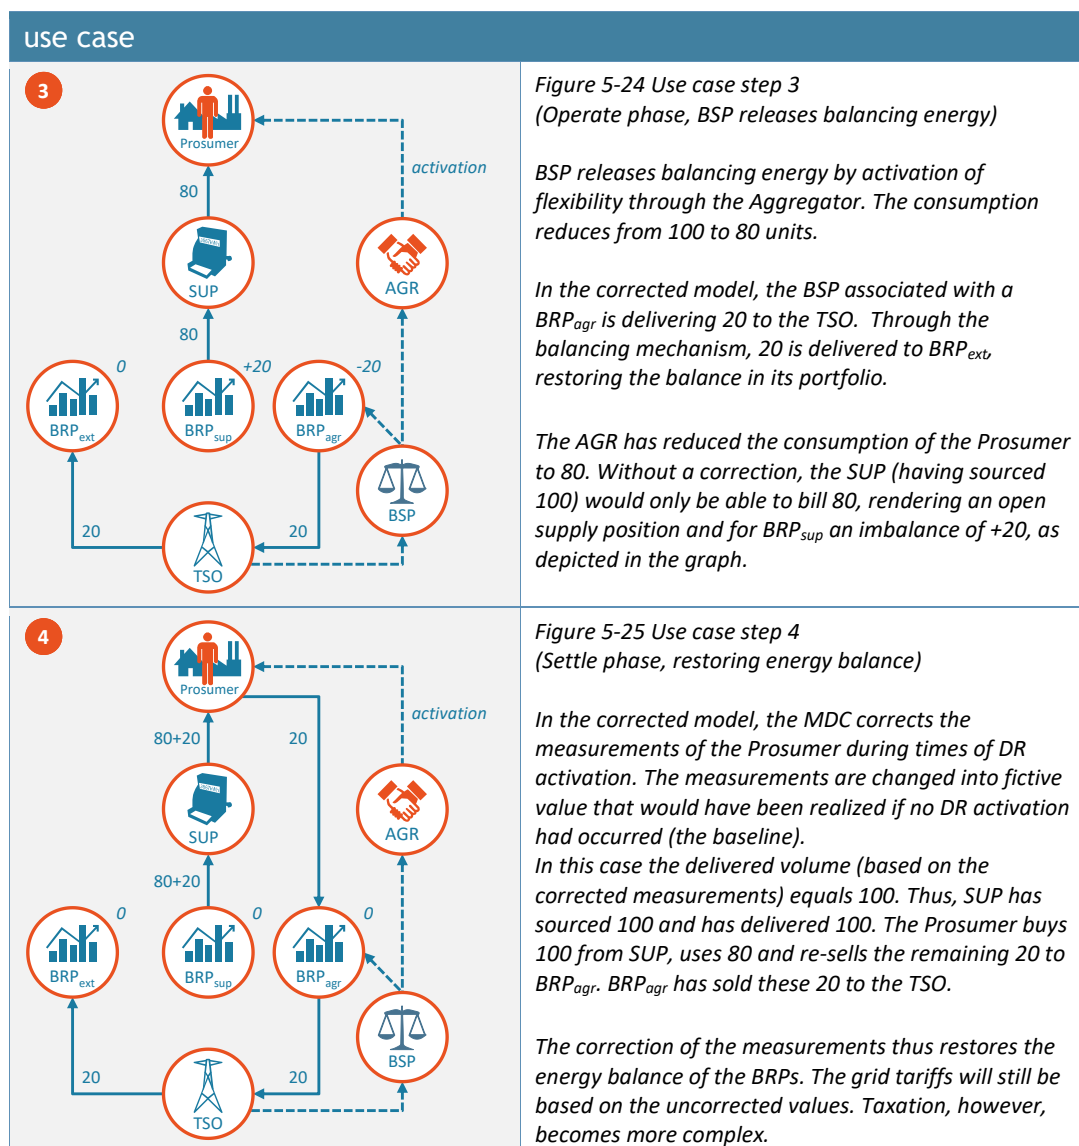 use case
3
Prosumer
activation
80
SUP
AGR
80
0
+20
-20
BRPext
BRPsup
BRPagr
BSP
20
20
TSO
Figure 5-24 Use case step 3
(Operate phase, BSP releases balancing energy)
BSP releases balancing energy by activation of
flexibility through the Aggregator. The consumption
reduces from 100 to 80 units.
In the corrected model, the BSP associated with a
BRPagr is delivering 20 to the TSO. Through the
balancing mechanism, 20 is delivered to BRPext,
restoring the balance in its portfolio.
The AGR has reduced the consumption of the Prosumer
to 80. Without a correction, the SUP (having sourced
100) would only be able to bill 80, rendering an open
supply position and for BRPsup an imbalance of +20, as
depicted in the graph.
4
Prosumer
activation
80+20
20
SUP
AGR
80+20
0
0
0
BRPext
BRPsup
BRPagr
BSP
20
20
TSO
Figure 5-25 Use case step 4
(Settle phase, restoring energy balance)
In the corrected model, the MDC corrects the
measurements of the Prosumer during times of DR
activation. The measurements are changed into fictive
value that would have been realized if no DR activation
had occurred (the baseline).
In this case the delivered volume (based on the
corrected measurements) equals 100. Thus, SUP has
sourced 100 and has delivered 100. The Prosumer buys
100 from SUP, uses 80 and re-sells the remaining 20 to
BRPagr. BRPagr has sold these 20 to the TSO.
The correction of the measurements thus restores the
energy balance of the BRPs. The grid tariffs will still be
based on the uncorrected values. Taxation, however,
becomes more complex.